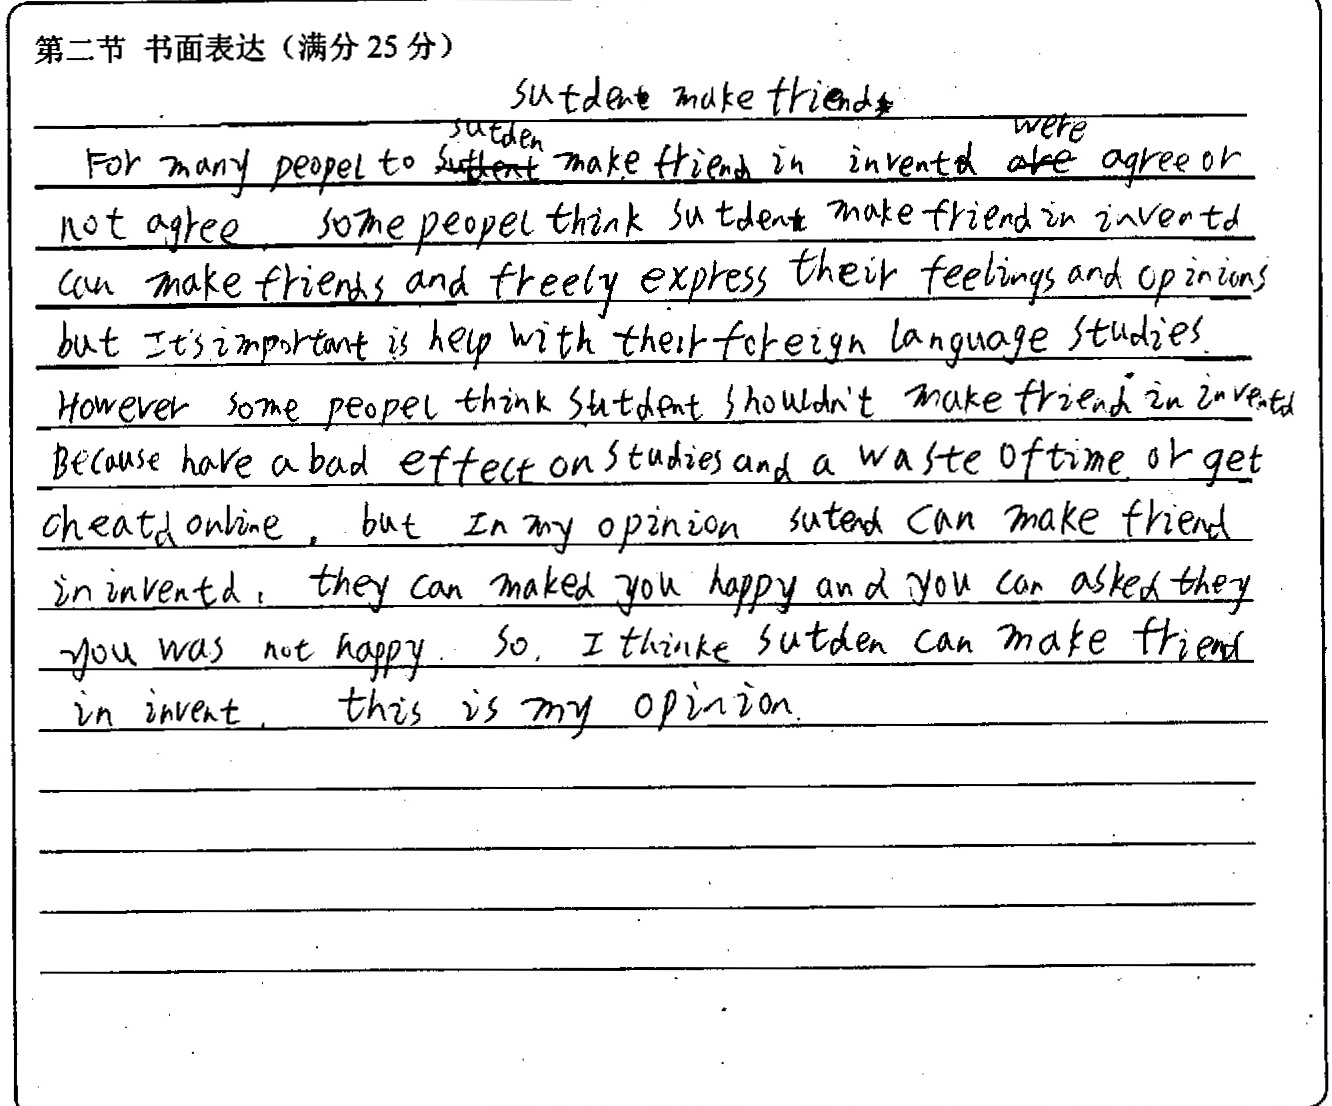 第二节 书面表达（满分 25 分）
sutdent make friends
sutden were
For many peopel to make friend in inventd agree or
not agree. some peopel think sutdent make friend in inventd
can make friends and freely express their feelings and opinions
but It's important is help with their foreign language studies.
However some peopel think sutdent shouldn't make friend in inventd
Because have a bad effect on studies and a waste of time or get
cheatd online, but In my opinion sutend can make friend
in inventd, they can maked you happy and you can asked they
you was not happy. so, I thinke sutden can make friend
in invent. this is my opinion.